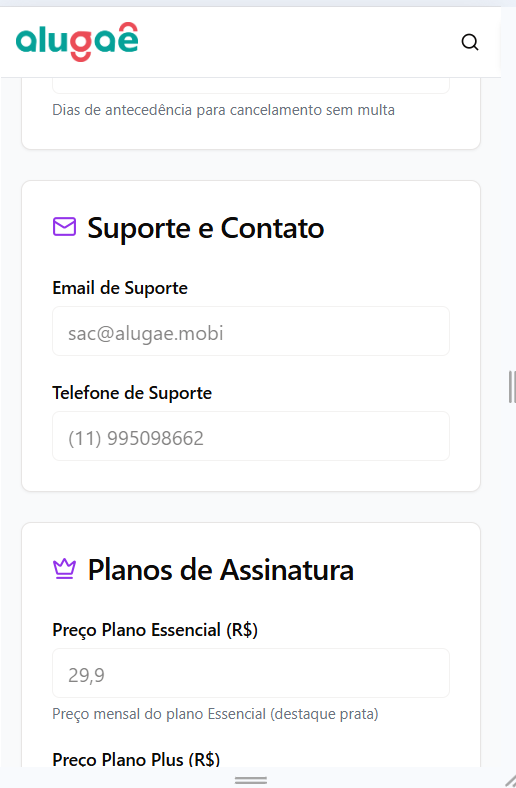 alugaê
Dias de antecedência para cancelamento sem multa
Suporte e Contato
Email de Suporte
sac@alugae.mobi
Telefone de Suporte
(11) 995098662
Planos de Assinatura
Preço Plano Essencial (R$)
29,9
Preço mensal do plano Essencial (destaque prata)
Preço Plano Plus (R$)